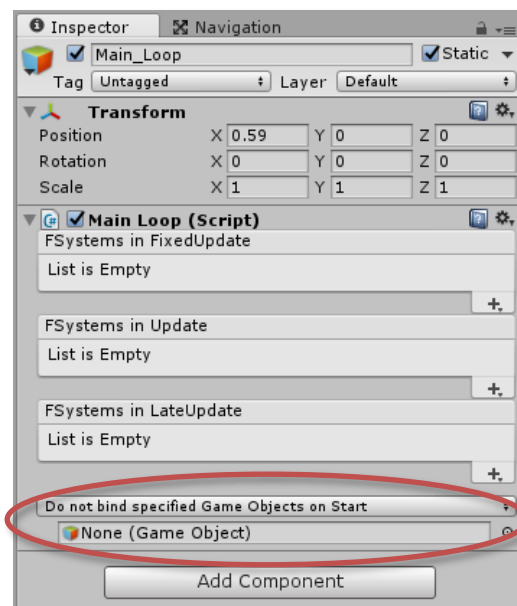 Inspector Navigation
Main_Loop Static
Tag Untagged Layer Default
Transform
Position X 0.59 Y 0 Z 0
Rotation X 0 Y 0 Z 0
Scale X 1 Y 1 Z 1
Main Loop (Script)
FSystems in FixedUpdate
List is Empty
FSystems in Update
List is Empty
FSystems in LateUpdate
List is Empty
Do not bind specified Game Objects on Start
None (Game Object)
Add Component